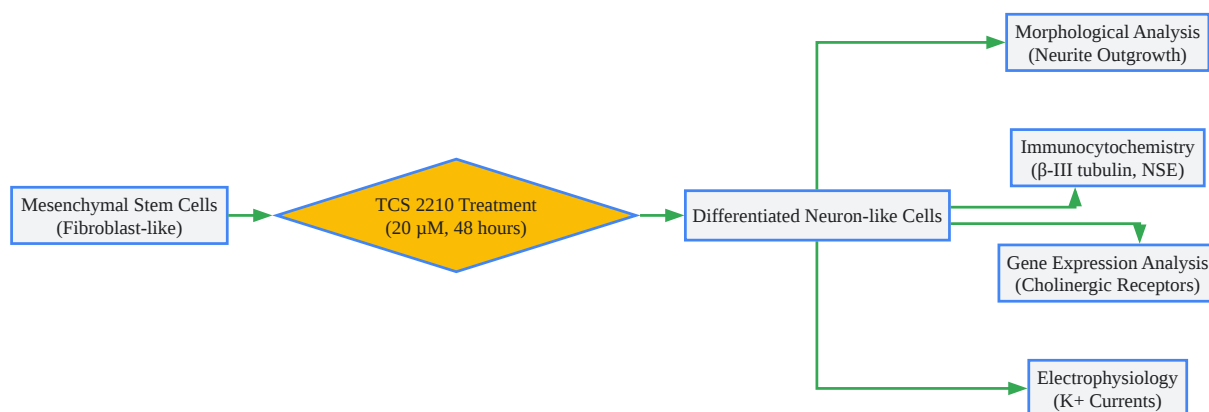 Mesenchymal Stem Cells
(Fibroblast-like)
TCS 2210 Treatment
(20 µM, 48 hours)
Differentiated Neuron-like Cells
Morphological Analysis
(Neurite Outgrowth)
Immunocytochemistry
(β-III tubulin, NSE)
Gene Expression Analysis
(Cholinergic Receptors)
Electrophysiology
(K+ Currents)